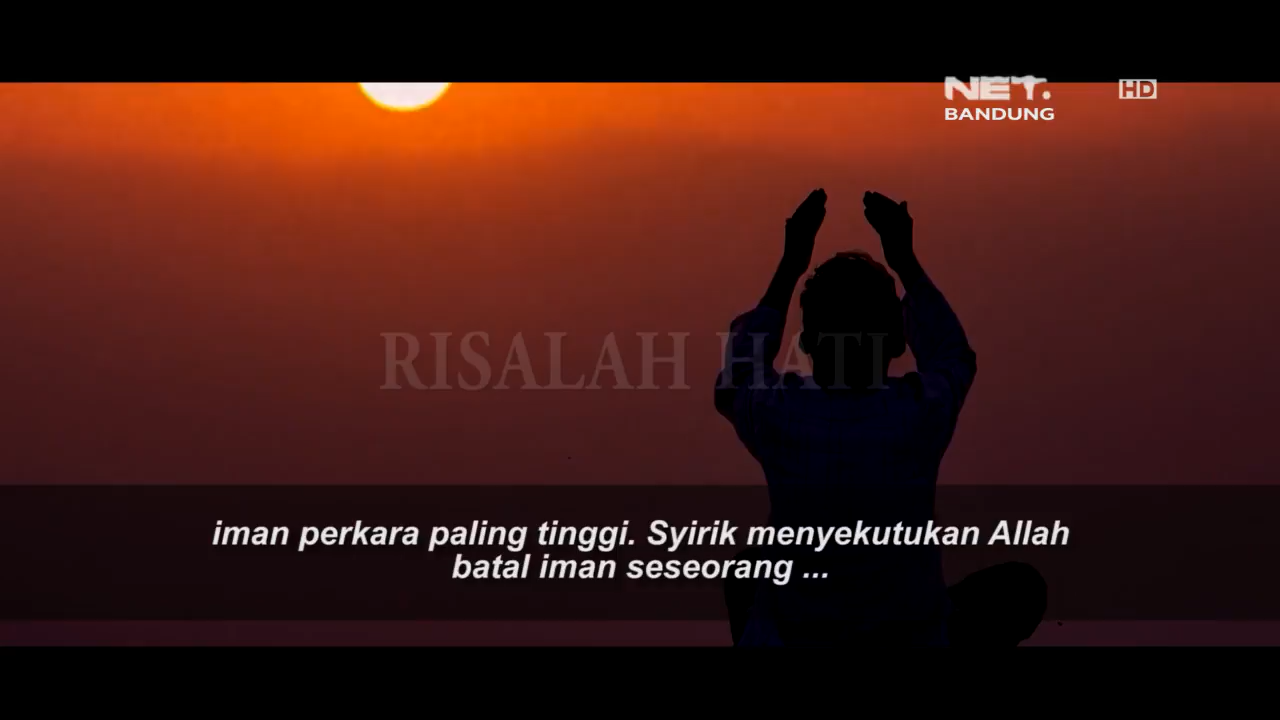 NET.
BANDUNG
HD
RISALAH HATI
iman perkara paling tinggi. Syirik menyekutukan Allah
batal iman seseorang ...